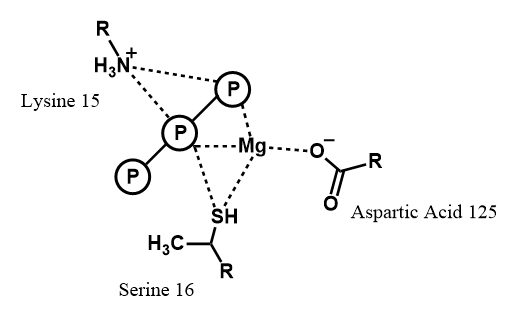 R
H₃N⁺
P
Lysine 15
P
Mg
O⁻
R
P
O
Aspartic Acid 125
SH
H₃C
R
Serine 16